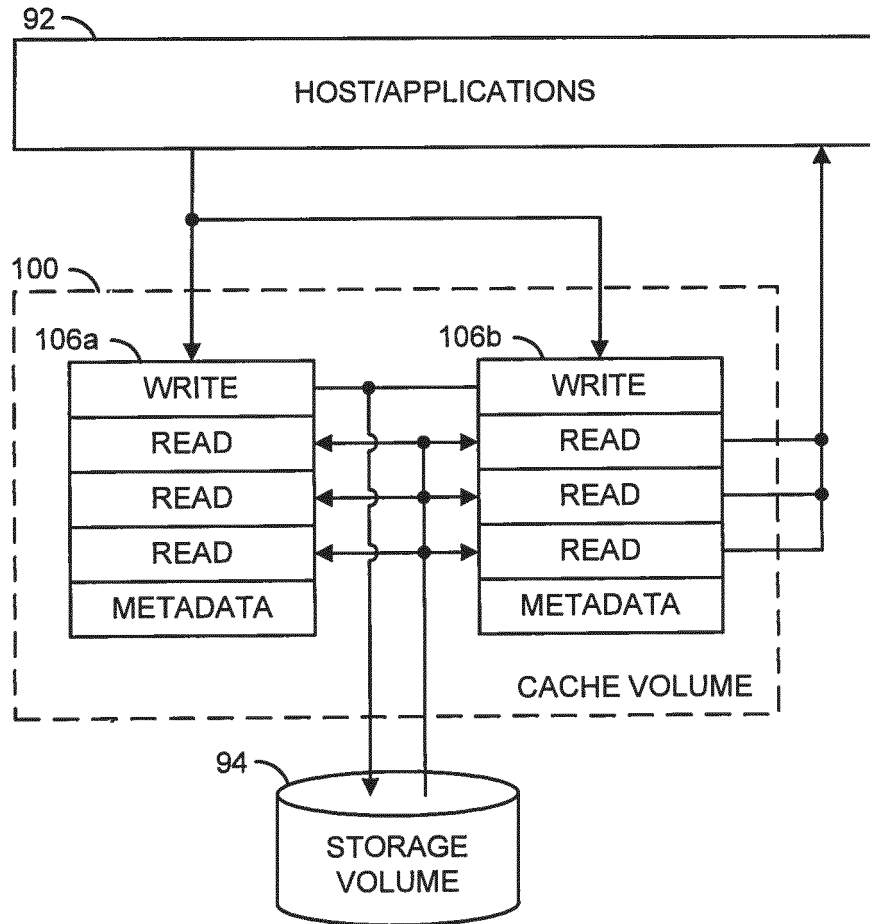 92
HOST/APPLICATIONS
100
106a
106b
WRITE
WRITE
READ
READ
READ
READ
READ
READ
METADATA
METADATA
CACHE VOLUME
94
STORAGE
VOLUME